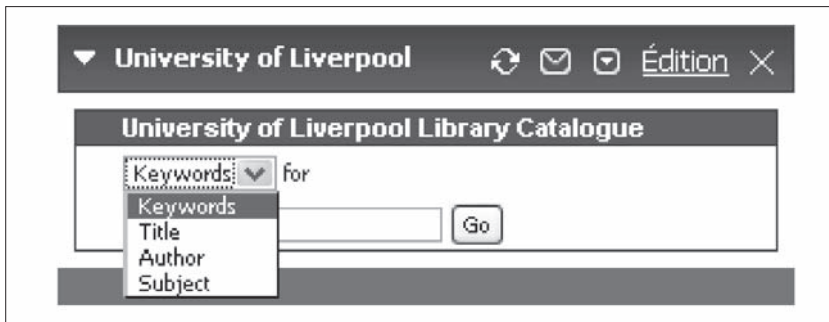 University of Liverpool Édition
University of Liverpool Library Catalogue
Keywords for
Keywords
Title
Go
Author
Subject